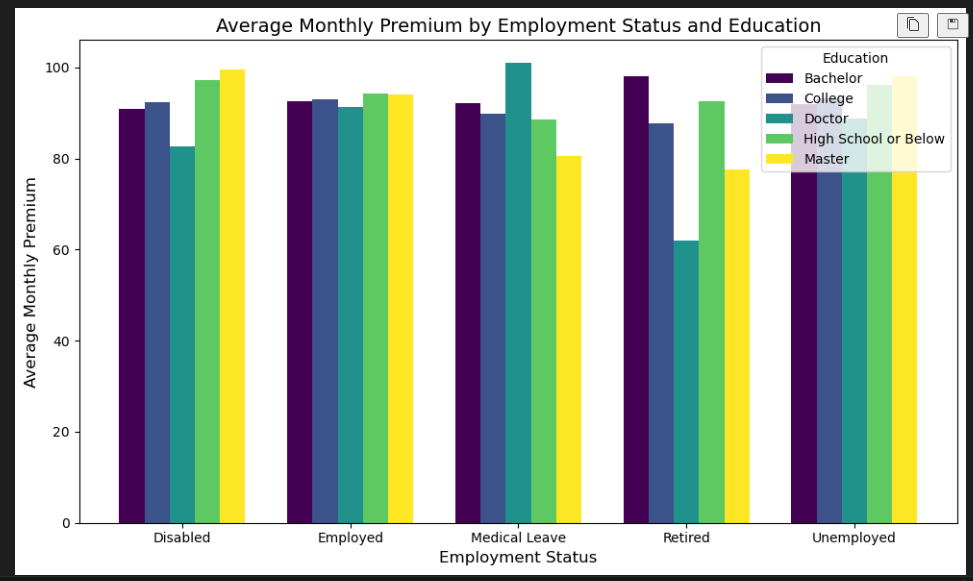 Average Monthly Premium by Employment Status and Education
Education
Bachelor
College
Doctor
High School or Below
Master
Average Monthly Premium
100
80
60
40
20
0
Disabled
Employed
Medical Leave
Retired
Unemployed
Employment Status